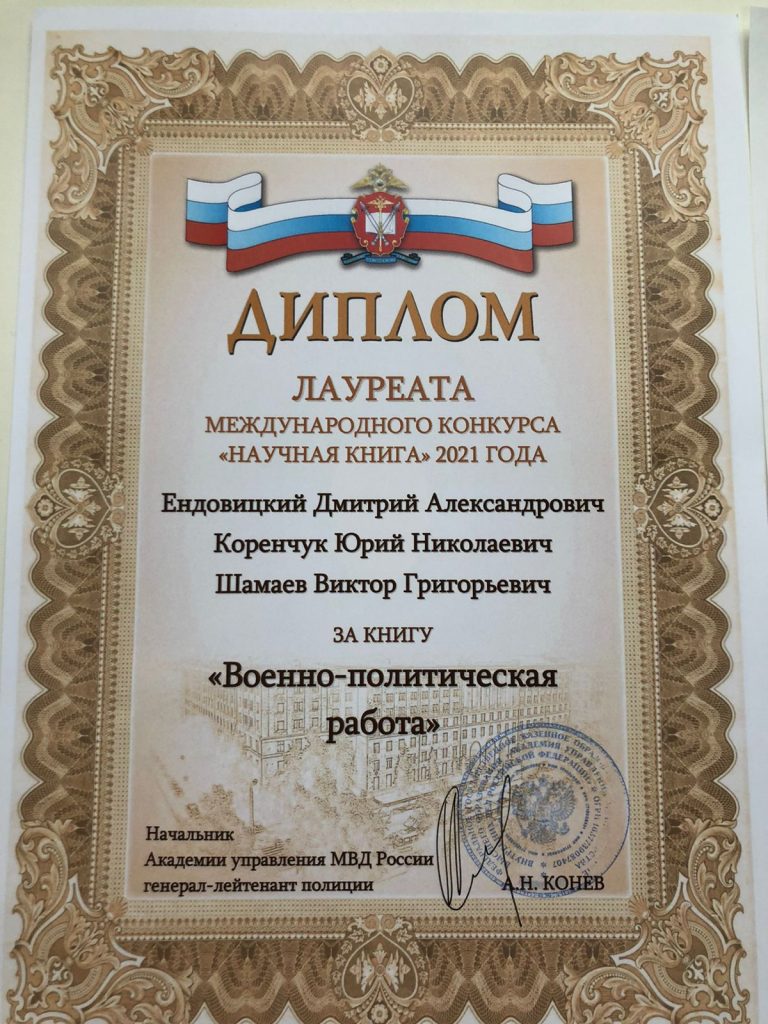 ДИПЛОМ
ЛАУРЕАТА
МЕЖДУНАРОДНОГО КОНКУРСА
«НАУЧНАЯ КНИГА» 2021 ГОДА
Ендовицкий Дмитрий Александрович
Коренчук Юрий Николаевич
Шамаев Виктор Григорьевич
ЗА КНИГУ
«Военно-политическая
работа»
Начальник
Академии управления МВД России
генерал-лейтенант полиции
А.Н. КОНЕВ